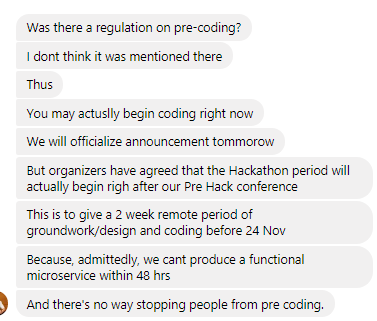 Was there a regulation on pre-coding?
I dont think it was mentioned there
Thus
You may actuslly begin coding right now
We will officialize announcement tommorow
But organizers have agreed that the Hackathon period will
actually begin righ after our Pre Hack conference
This is to give a 2 week remote period of
groundwork/design and coding before 24 Nov
Because, admittedly, we cant produce a functional
microservice within 48 hrs
And there's no way stopping people from pre coding.